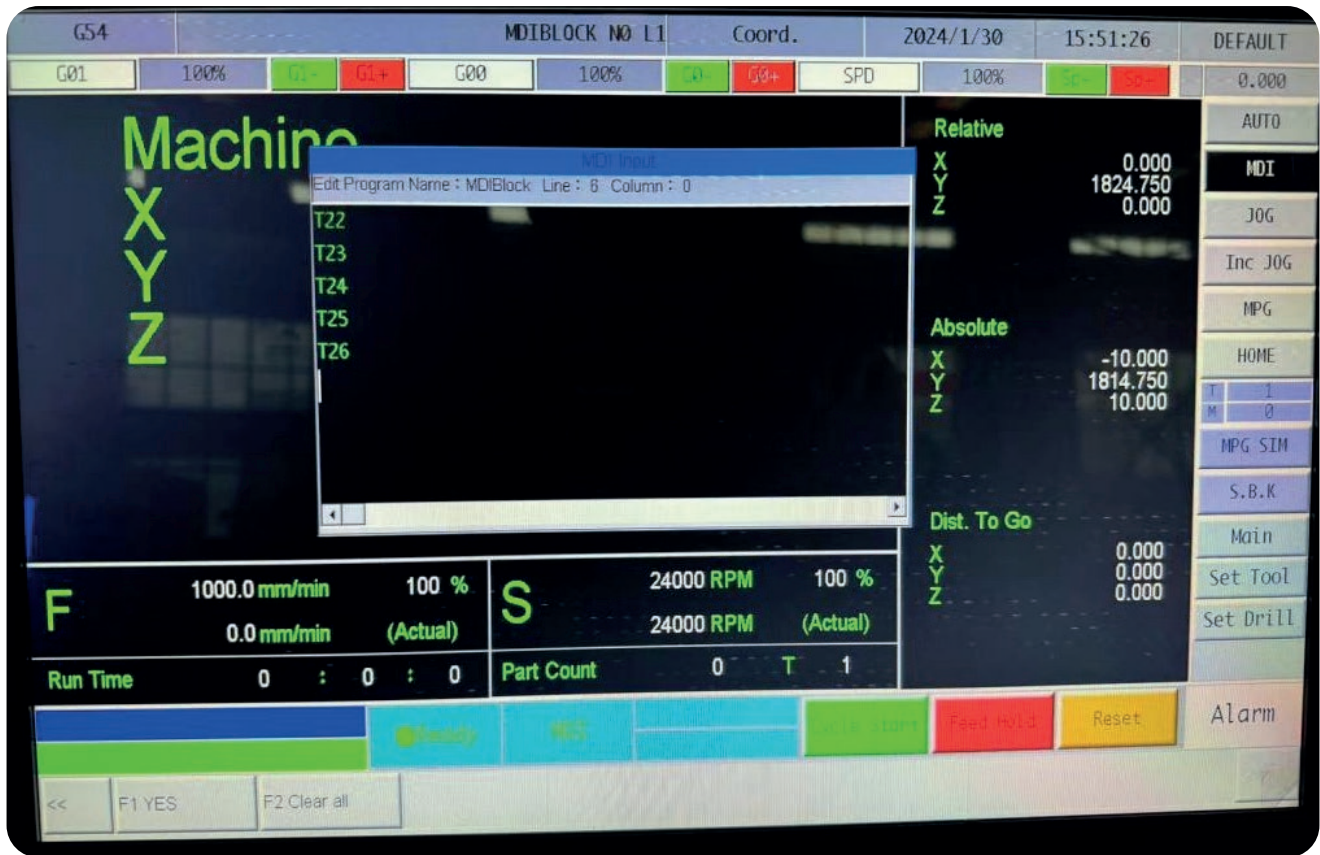 G54 MDIBLOCK N0 L1 Coord. 2024/1/30 15:51:26 DEFAULT
G01 100% G1- G1+ G00 100% G0- G0+ SPD 100% Sp- 0.000
Machine
X
Y
Z
MDI Input
Edit Program Name : MDIBlock Line : 6 Column : 0
T22
T23
T24
T25
T26
Relative
X 0.000
Y 1824.750
Z 0.000
Absolute
X -10.000
Y 1814.750
Z 10.000
Dist. To Go
X 0.000
Y 0.000
Z 0.000
AUTO
MDI
JOG
Inc JOG
MPG
HOME
T 1
M 0
MPG SIM
S.B.K
Main
Set Tool
Set Drill
F 1000.0 mm/min 100 %
0.0 mm/min (Actual)
S 24000 RPM 100 %
24000 RPM (Actual)
Run Time 0 : 0 : 0
Part Count 0 T 1
Ready Cycle Start Feed Hold Reset Alarm
<< F1 YES F2 Clear all